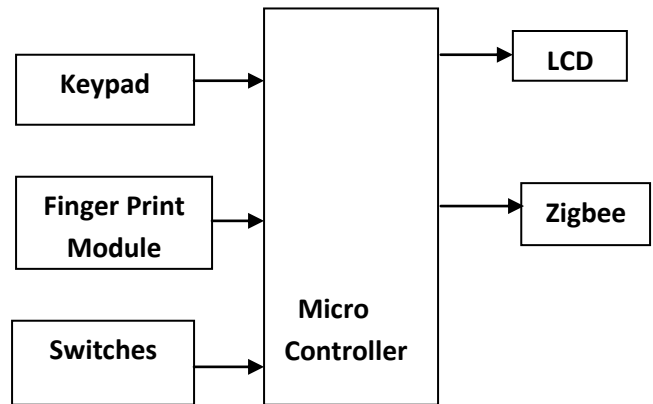 Keypad
Finger Print
Module
Switches
Micro
Controller
LCD
Zigbee